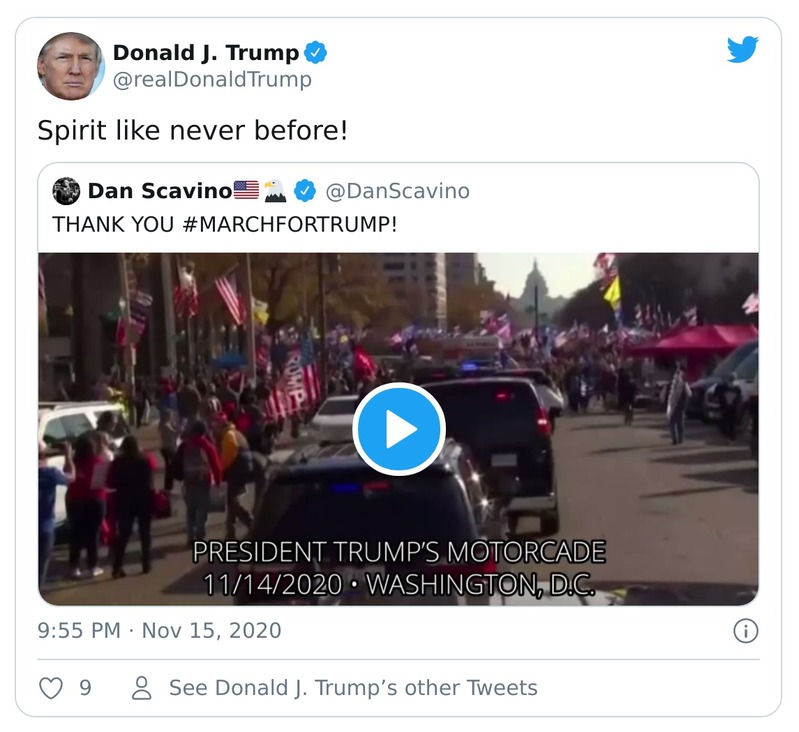 Donald J. Trump
@realDonaldTrump
Spirit like never before!
Dan Scavino🇺🇸🦅 @DanScavino
THANK YOU #MARCHFORTRUMP!
TRUMP
PRESIDENT TRUMP'S MOTORCADE
11/14/2020 • WASHINGTON, D.C.
9:55 PM · Nov 15, 2020
9 See Donald J. Trump’s other Tweets